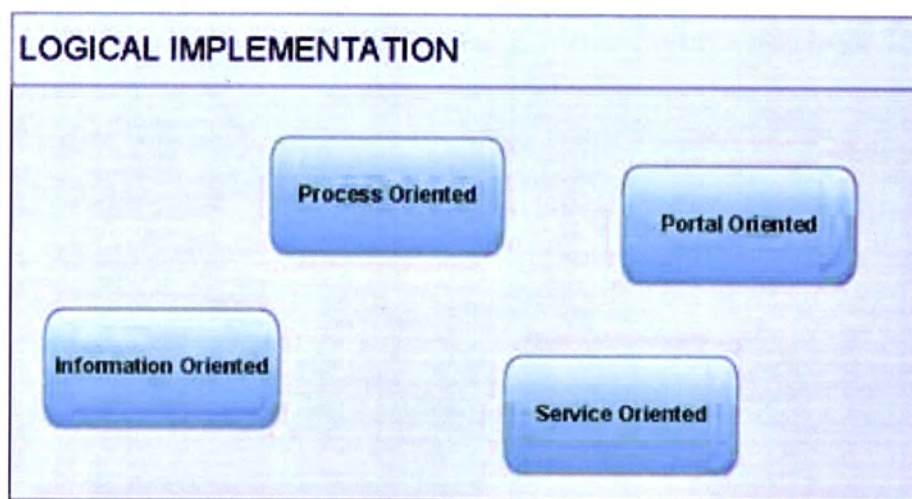 LOGICAL IMPLEMENTATION
Process Oriented
Portal Oriented
Information Oriented
Service Oriented